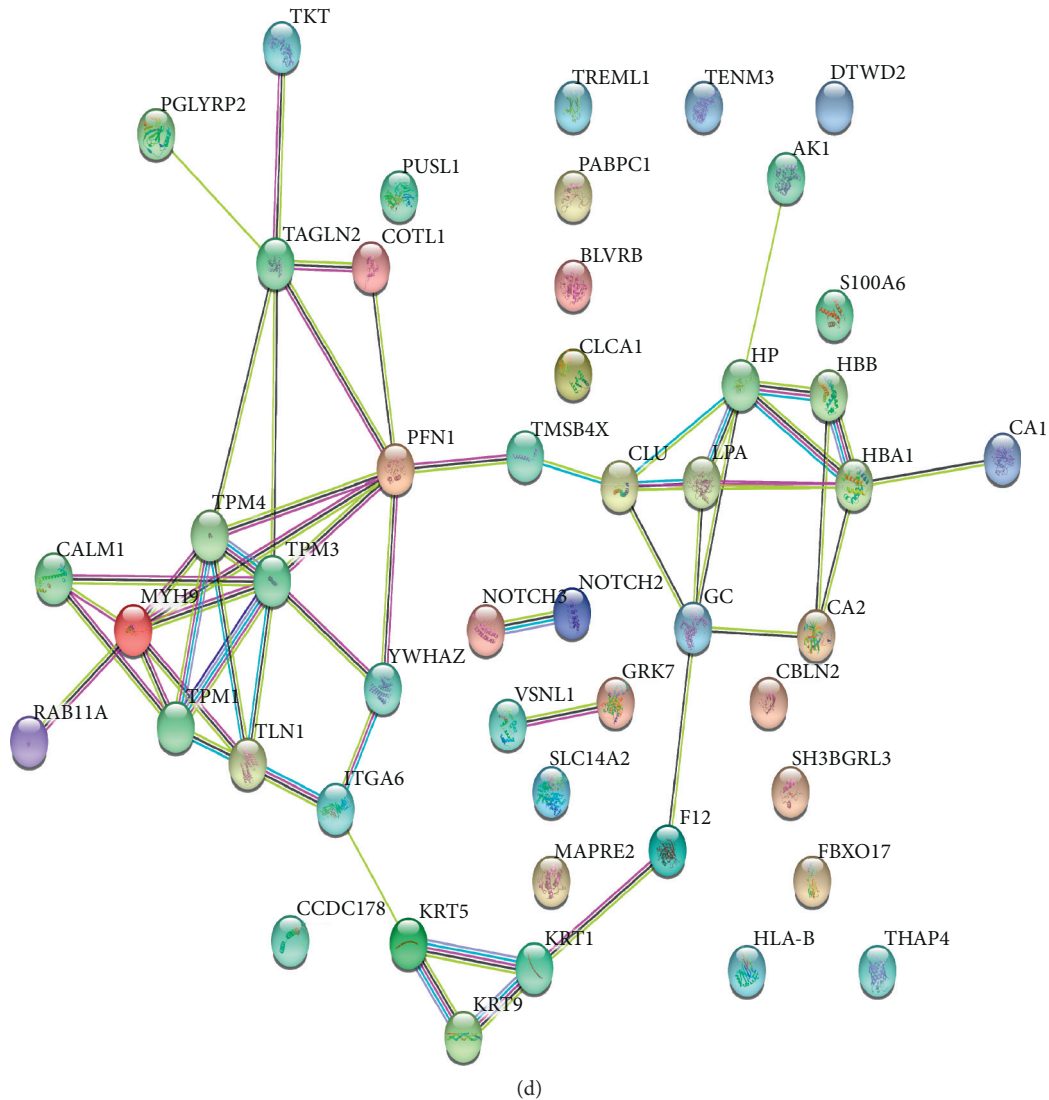 TKT
TREML1
TENM3
DTWD2
PGLYRP2
PUSL1
PABPC1
AK1
TAGLN2
COTL1
BLVRB
S100A6
CLCA1
HP
HBB
PFN1
TMSB4X
CLU
LPA
HBA1
CA1
TPM4
CALM1
TPM3
MYH9
NOTCH3
NOTCH2
GC
CA2
YWHAZ
RAB11A
TPM1
TLN1
VSNL1
GRK7
CBLN2
ITGA6
SLC14A2
SH3BGRL3
F12
MAPRE2
FBXO17
CCDC178
KRT5
KRT1
HLA-B
THAP4
KRT9
(d)